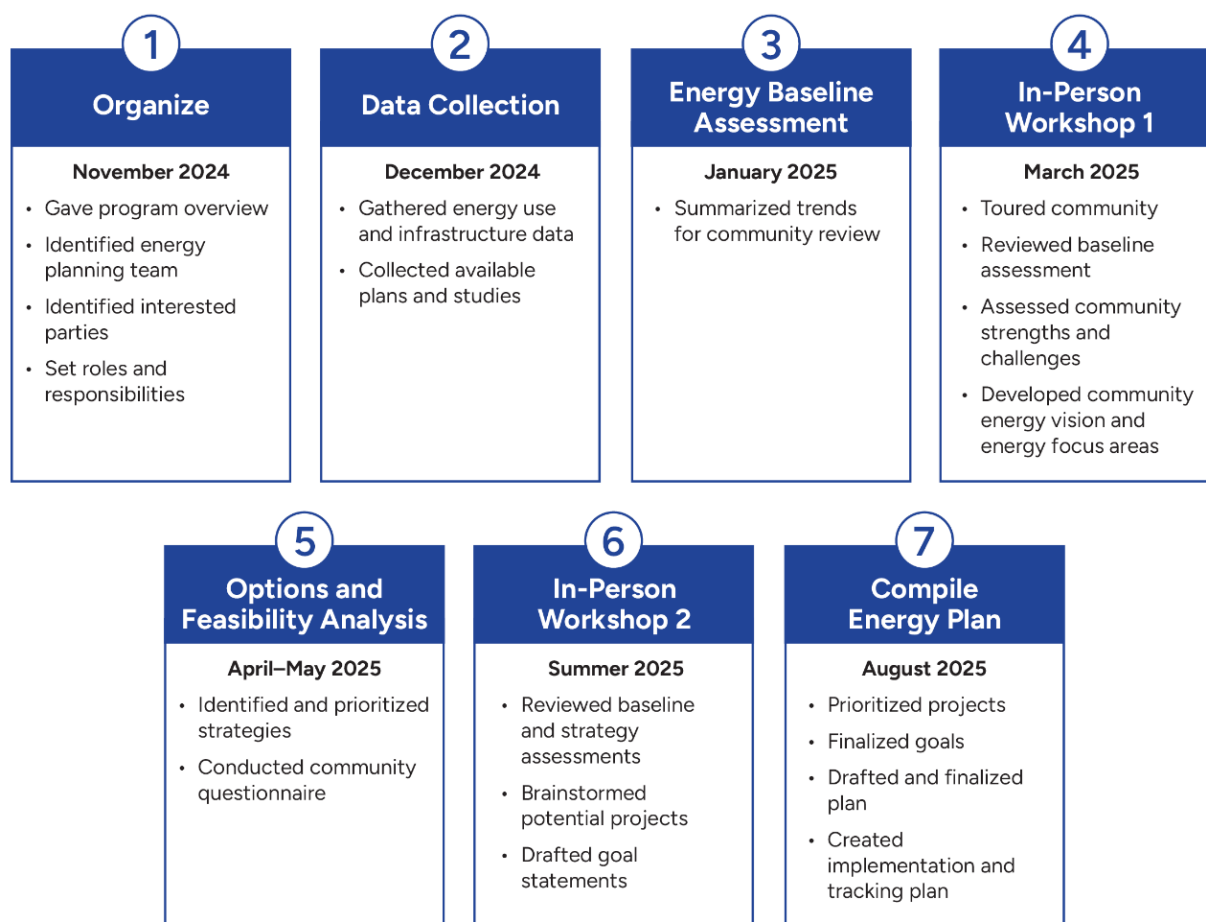 1
Organize
November 2024
• Gave program overview
• Identified energy
planning team
• Identified interested
parties
• Set roles and
responsibilities
2
Data Collection
December 2024
• Gathered energy use
and infrastructure data
• Collected available
plans and studies
3
Energy Baseline
Assessment
January 2025
• Summarized trends
for community review
4
In-Person
Workshop 1
March 2025
• Toured community
• Reviewed baseline
assessment
• Assessed community
strengths and
challenges
• Developed community
energy vision and
energy focus areas
5
Options and
Feasibility Analysis
April–May 2025
• Identified and prioritized
strategies
• Conducted community
questionnaire
6
In-Person
Workshop 2
Summer 2025
• Reviewed baseline
and strategy
assessments
• Brainstormed
potential projects
• Drafted goal
statements
7
Compile
Energy Plan
August 2025
• Prioritized projects
• Finalized goals
• Drafted and finalized
plan
• Created
implementation and
tracking plan